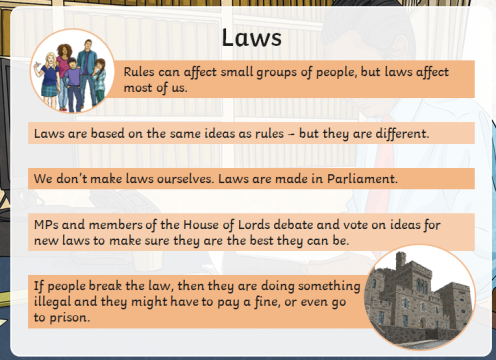 Laws
Rules can affect small groups of people, but laws affect
most of us.
Laws are based on the same ideas as rules – but they are different.
We don't make laws ourselves. Laws are made in Parliament.
MPs and members of the House of Lords debate and vote on ideas for
new laws to make sure they are the best they can be.
If people break the law, then they are doing something
illegal and they might have to pay a fine, or even go
to prison.